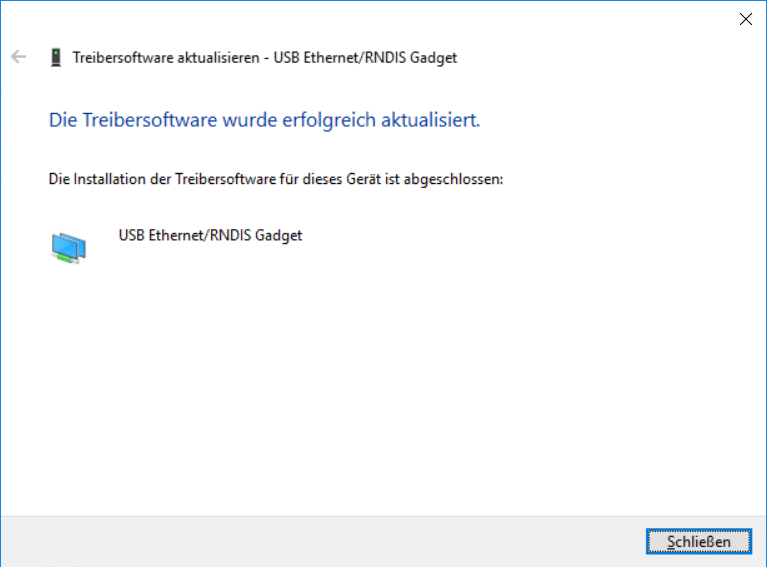 Treibersoftware aktualisieren - USB Ethernet/RNDIS Gadget
Die Treibersoftware wurde erfolgreich aktualisiert.
Die Installation der Treibersoftware für dieses Gerät ist abgeschlossen:
USB Ethernet/RNDIS Gadget
Schließen